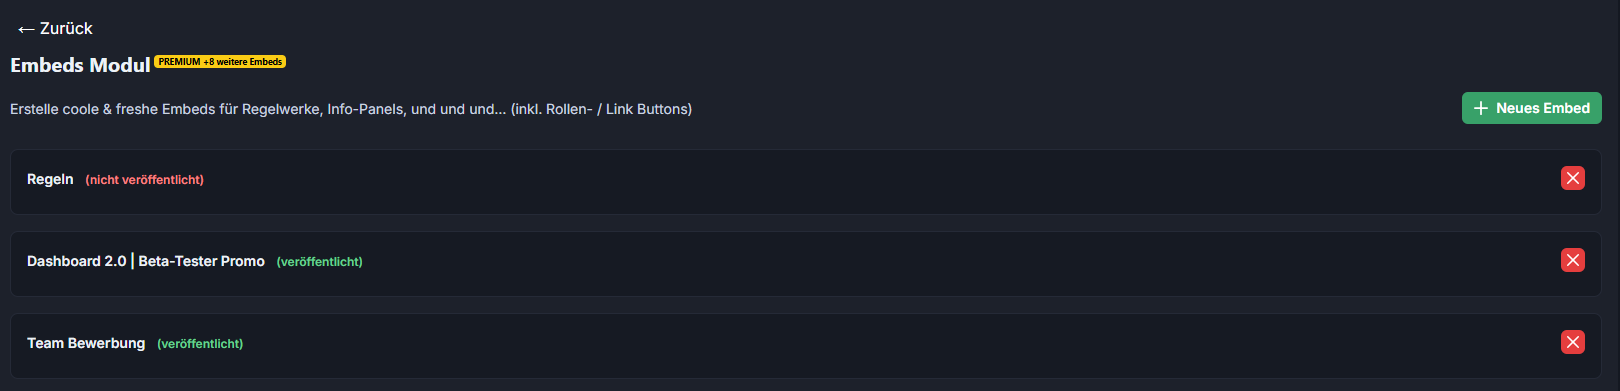 ← Zurück
Embeds Modul PREMIUM +8 weitere Embeds
Erstelle coole & freshe Embeds für Regelwerke, Info-Panels, und und und... (inkl. Rollen- / Link Buttons)
+ Neues Embed
Regeln (nicht veröffentlicht)
Dashboard 2.0 | Beta-Tester Promo (veröffentlicht)
Team Bewerbung (veröffentlicht)